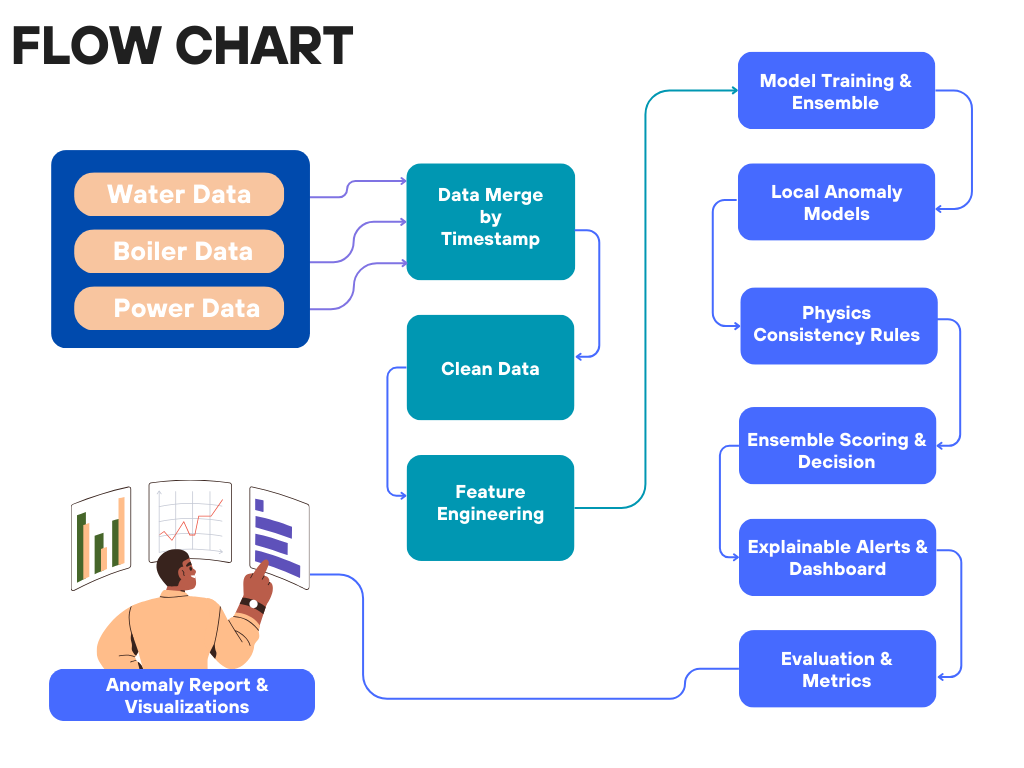 FLOW CHART
Water Data
Boiler Data
Power Data
Data Merge
by
Timestamp
Clean Data
Feature
Engineering
Model Training &
Ensemble
Local Anomaly
Models
Physics
Consistency Rules
Ensemble Scoring &
Decision
Explainable Alerts &
Dashboard
Evaluation &
Metrics
Anomaly Report &
Visualizations